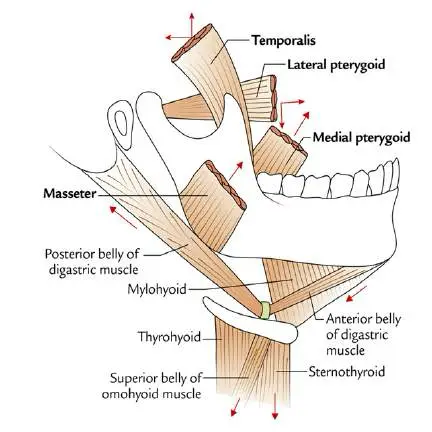 Temporalis
Lateral pterygoid
Medial pterygoid
Masseter
Posterior belly of
digastric muscle
Mylohyoid
Thyrohyoid
Anterior belly
of digastric
muscle
Superior belly of
omohyoid muscle
Sternothyroid